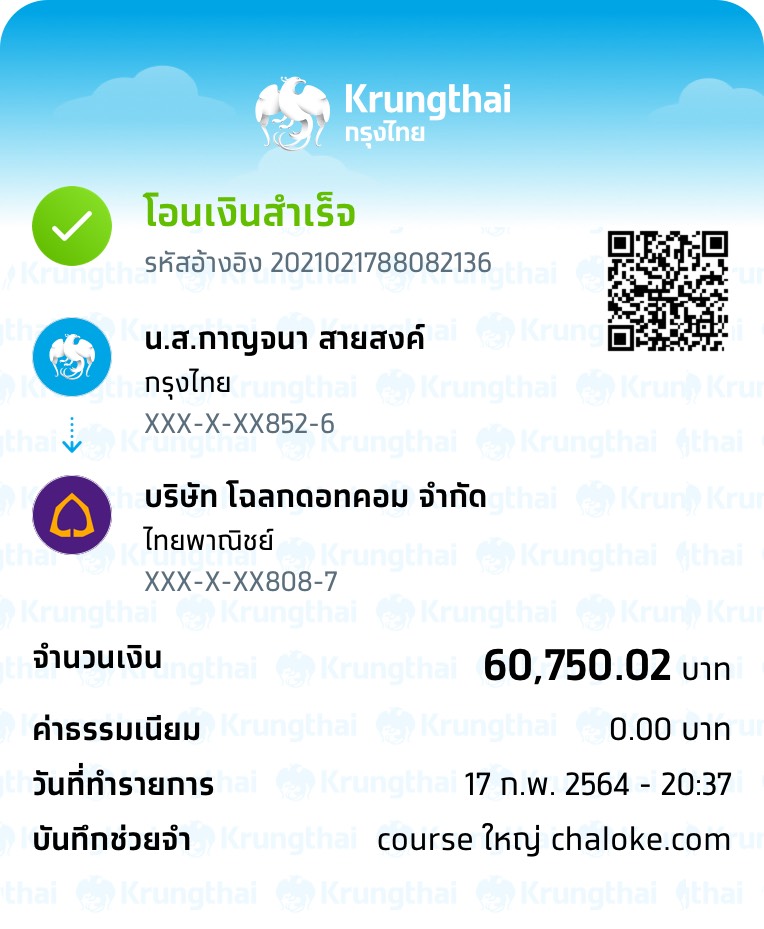 Krungthai
กรุงไทย
โอนเงินสำเร็จ
รหัสอ้างอิง 2021021788082136
น.ส.กาญจนา สายสงค์
กรุงไทย
XXX-X-XX852-6
บริษัท โฉลกดอทคอม จำกัด
ไทยพาณิชย์
XXX-X-XX808-7
จำนวนเงิน 60,750.02 บาท
ค่าธรรมเนียม 0.00 บาท
วันที่ทำรายการ 17 ก.พ. 2564 - 20:37
บันทึกช่วยจำ course ใหญ่ chaloke.com